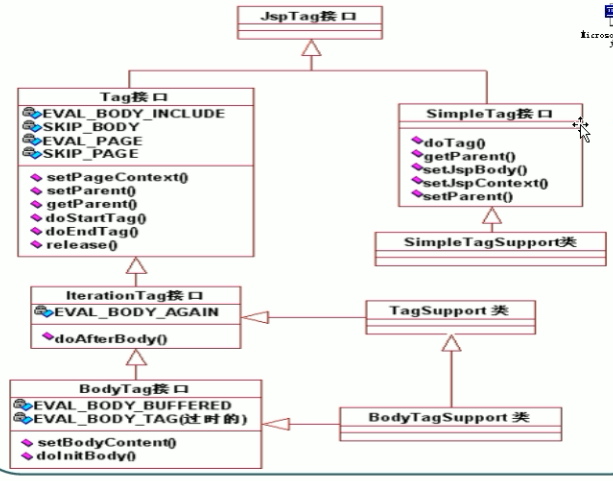 JspTag接口
Micros
Tag接口
EVAL_BODY_INCLUDE
SKIP_BODY
EVAL_PAGE
SKIP_PAGE
setPageContext()
setParent()
getParent()
doStartTag()
doEndTag()
release()
SimpleTag接口
doTag()
getParent()
setJspBody()
setJspContext()
setParent()
SimpleTagSupport类
IterationTag接口
EVAL_BODY_AGAIN
doAfterBody()
TagSupport 类
BodyTag接口
EVAL_BODY_BUFFERED
EVAL_BODY_TAG(过时的)
setBodyContent()
doInitBody()
BodyTagSupport 类